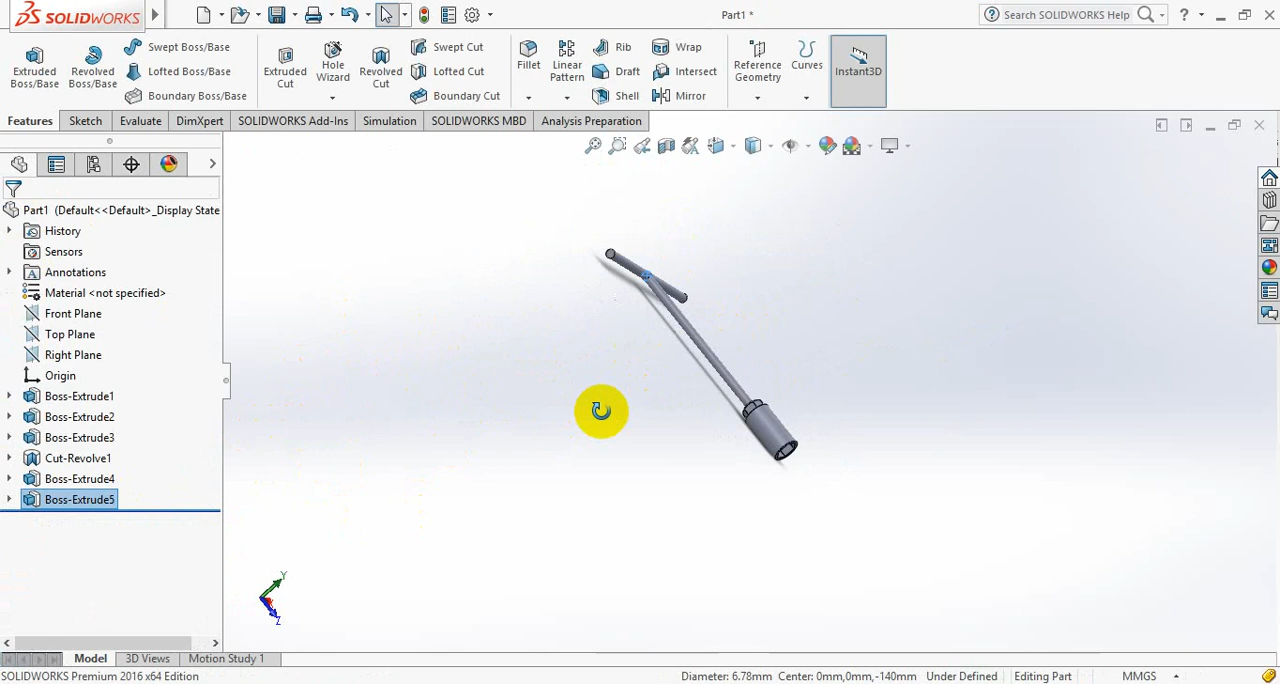 SOLIDWORKS
Part1 *
Search SOLIDWORKS Help
?
Extruded Boss/Base
Revolved Boss/Base
Swept Boss/Base
Lofted Boss/Base
Boundary Boss/Base
Extruded Cut
Hole Wizard
Revolved Cut
Swept Cut
Lofted Cut
Boundary Cut
Fillet
Linear Pattern
Rib
Draft
Shell
Wrap
Intersect
Mirror
Reference Geometry
Curves
Instant3D
Features
Sketch
Evaluate
DimXpert
SOLIDWORKS Add-Ins
Simulation
SOLIDWORKS MBD
Analysis Preparation
Part1 (Default<<Default>_Display State
History
Sensors
Annotations
Material <not specified>
Front Plane
Top Plane
Right Plane
Origin
Boss-Extrude1
Boss-Extrude2
Boss-Extrude3
Cut-Revolve1
Boss-Extrude4
Boss-Extrude5
Y
Z
Model
3D Views
Motion Study 1
SOLIDWORKS Premium 2016 x64 Edition
Diameter: 6.78mm Center: 0mm,0mm,-140mm
Under Defined
Editing Part
MMGS